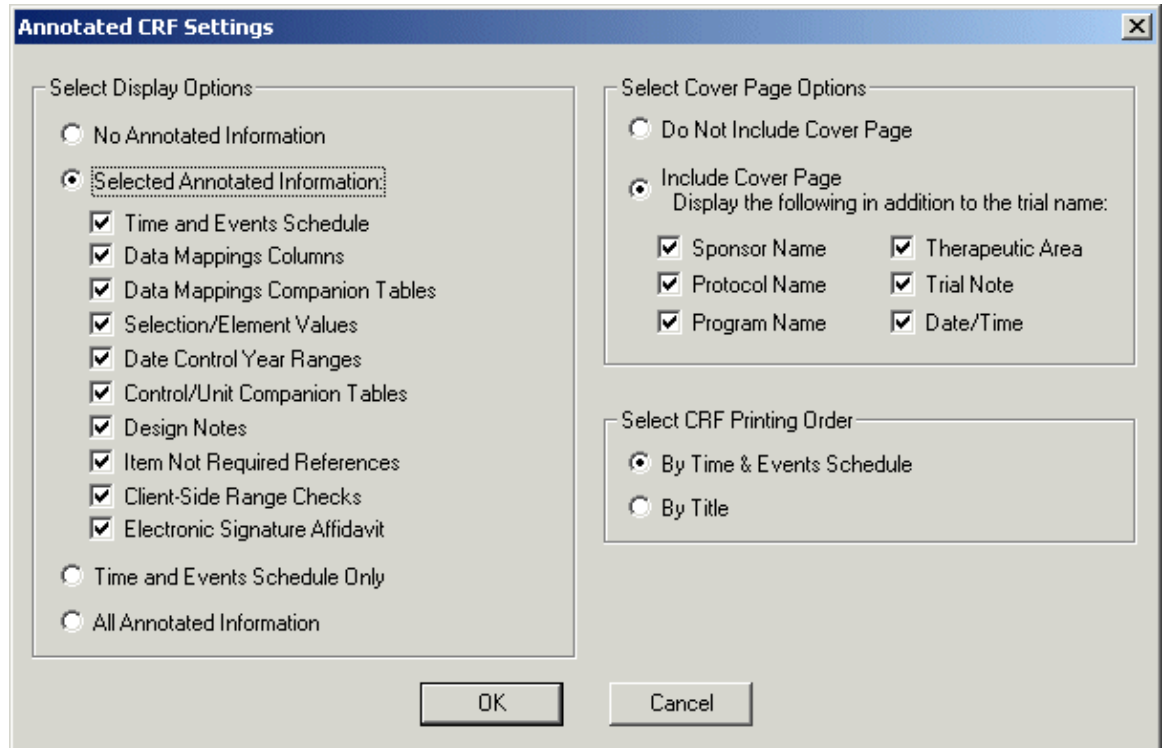 Annotated CRF Settings
Select Display Options
No Annotated Information
Selected Annotated Information:
Time and Events Schedule
Data Mappings Columns
Data Mappings Companion Tables
Selection/Element Values
Date Control Year Ranges
Control/Unit Companion Tables
Design Notes
Item Not Required References
Client-Side Range Checks
Electronic Signature Affidavit
Time and Events Schedule Only
All Annotated Information
Select Cover Page Options
Do Not Include Cover Page
Include Cover Page
Display the following in addition to the trial name:
Sponsor Name Therapeutic Area
Protocol Name Trial Note
Program Name Date/Time
Select CRF Printing Order
By Time & Events Schedule
By Title
OK Cancel